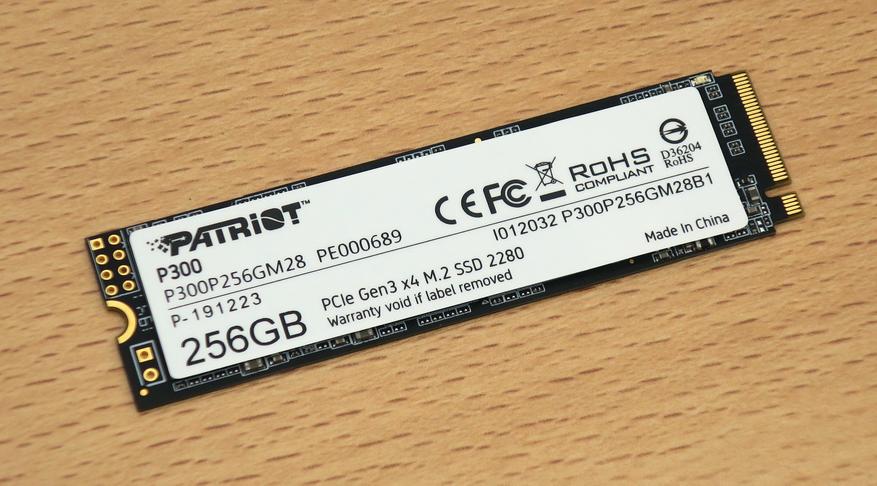 PATRIOT™
P300
P300P256GM28 PE000689
P-191223
256GB
PCIe Gen3 x4 M.2 SSD 2280
Warranty void if label removed
CE FC RoHS
COMPLIANT
D36204
RoHS
I012032 P300P256GM28B1
Made In China